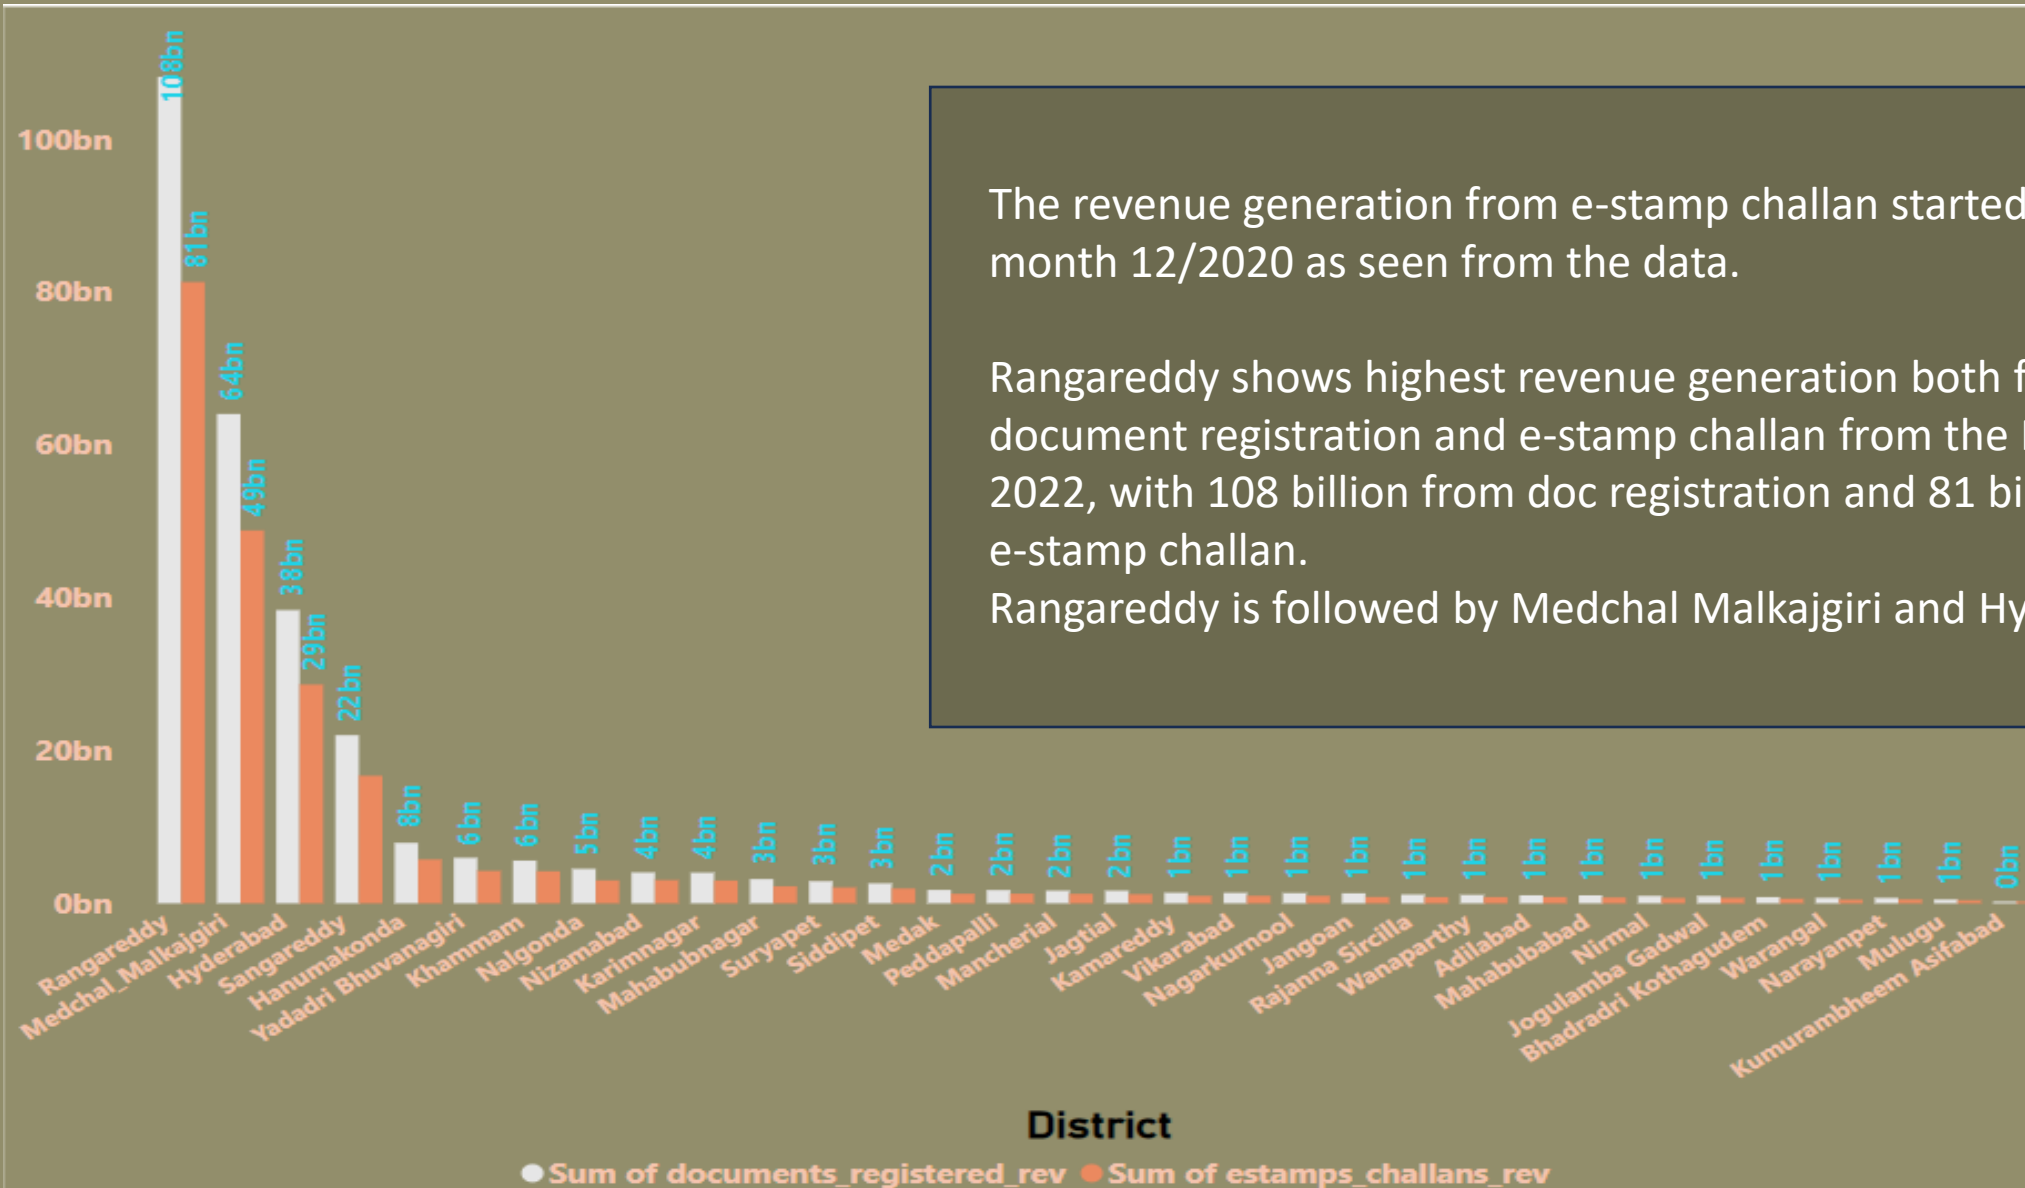 108bn
100bn
81bn
80bn
64bn
60bn
49bn
40bn
38bn
29bn
22bn
20bn
8bn
6bn
6bn
5bn
4bn
4bn
3bn
3bn
3bn
2bn
2bn
2bn
2bn
1bn
1bn
1bn
1bn
1bn
1bn
1bn
1bn
1bn
1bn
1bn
1bn
1bn
1bn
0bn
0bn
The revenue generation from e-stamp challan started
month 12/2020 as seen from the data.
Rangareddy shows highest revenue generation both
document registration and e-stamp challan from the
2022, with 108 billion from doc registration and 81
e-stamp challan.
Rangareddy is followed by Medchal Malkajgiri and
Rangareddy
Medchal_Malkajgiri
Hyderabad
Sangareddy
Hanumakonda
Yadadri Bhuvanagiri
Khammam
Nalgonda
Nizamabad
Karimnagar
Mahabubnagar
Suryapet
Siddipet
Medak
Peddapalli
Mancherial
Jagtial
Kamareddy
Vikarabad
Nagarkurnool
Jangoan
Rajanna Sircilla
Wanaparthy
Adilabad
Mahabubabad
Nirmal
Jogulamba Gadwal
Bhadradri Kothagudem
Warangal
Narayanpet
Mulugu
Kumurambheem Asifabad
District
Sum of documents_registered_rev Sum of estamps_challans_rev